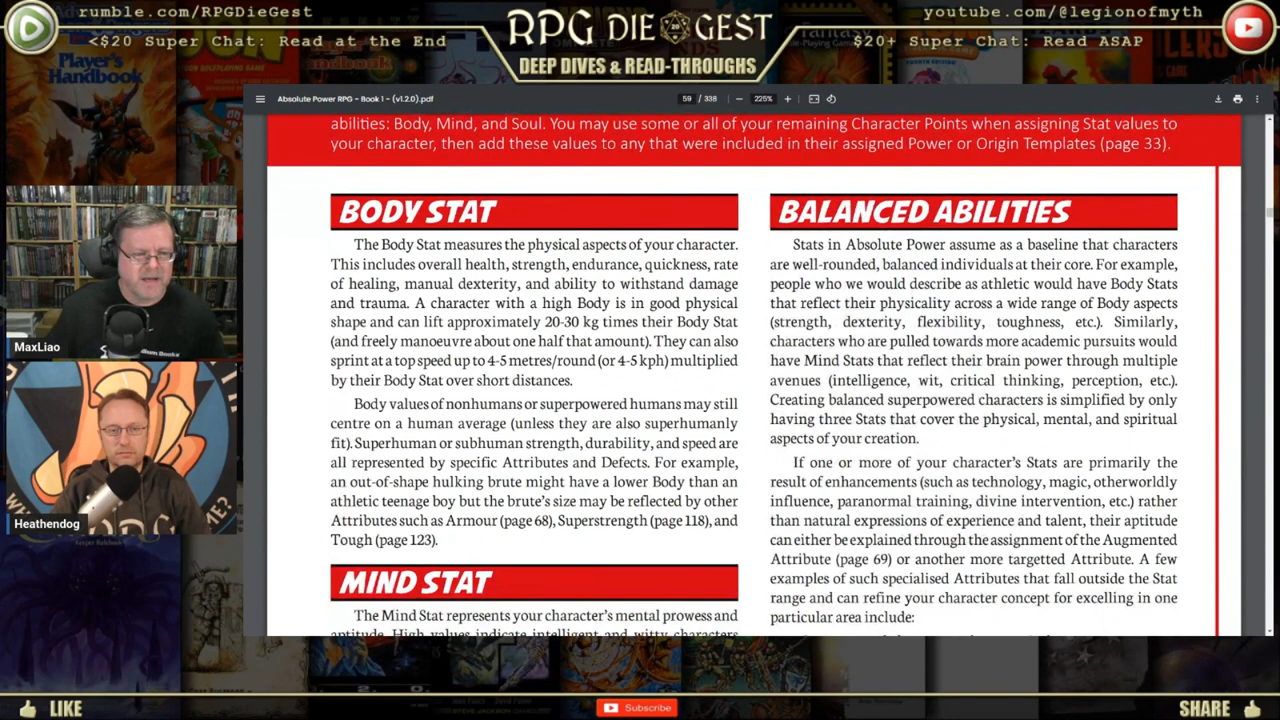 rumble.com/RPGDieGest
<$20 Super Chat: Read at the End
RPG DIE GEST
DEEP DIVES & READ-THROUGHS
youtube.com/@legionofmyth
$20+ Super Chat: Read ASAP
Player's
Handbook
Absolute Power RPG - Book 1 - (v1.2.0).pdf
59 / 338
225%
abilities: Body, Mind, and Soul. You may use some or all of your remaining Character Points when assigning Stat values to
your character, then add these values to any that were included in their assigned Power or Origin Templates (page 33).
BODY STAT
The Body Stat measures the physical aspects of your character.
This includes overall health, strength, endurance, quickness, rate
of healing, manual dexterity, and ability to withstand damage
and trauma. A character with a high Body is in good physical
shape and can lift approximately 20-30 kg times their Body Stat
(and freely manoeuvre about one half that amount). They can also
sprint at a top speed up to 4-5 metres/round (or 4-5 kph) multiplied
by their Body Stat over short distances.
Body values of nonhumans or superpowered humans may still
centre on a human average (unless they are also superhumanly
fit). Superhuman or subhuman strength, durability, and speed are
all represented by specific Attributes and Defects. For example,
an out-of-shape hulking brute might have a lower Body than an
athletic teenage boy but the brute's size may be reflected by other
Attributes such as Armour (page 68), Superstrength (page 118), and
Tough (page 123).
MIND STAT
The Mind Stat represents your character's mental prowess and
aptitude. High values indicate intelligent and witty characters
BALANCED ABILITIES
Stats in Absolute Power assume as a baseline that characters
are well-rounded, balanced individuals at their core. For example,
people who we would describe as athletic would have Body Stats
that reflect their physicality across a wide range of Body aspects
(strength, dexterity, flexibility, toughness, etc.). Similarly,
characters who are pulled towards more academic pursuits would
have Mind Stats that reflect their brain power through multiple
avenues (intelligence, wit, critical thinking, perception, etc.).
Creating balanced superpowered characters is simplified by only
having three Stats that cover the physical, mental, and spiritual
aspects of your creation.
If one or more of your character's Stats are primarily the
result of enhancements (such as technology, magic, otherworldly
influence, paranormal training, divine intervention, etc.) rather
than natural expressions of experience and talent, their aptitude
can either be explained through the assignment of the Augmented
Attribute (page 69) or another more targetted Attribute. A few
examples of such specialised Attributes that fall outside the Stat
range and can refine your character concept for excelling in one
particular area include:
MaxLiao
Heathendog
LIKE
Subscribe
SHARE